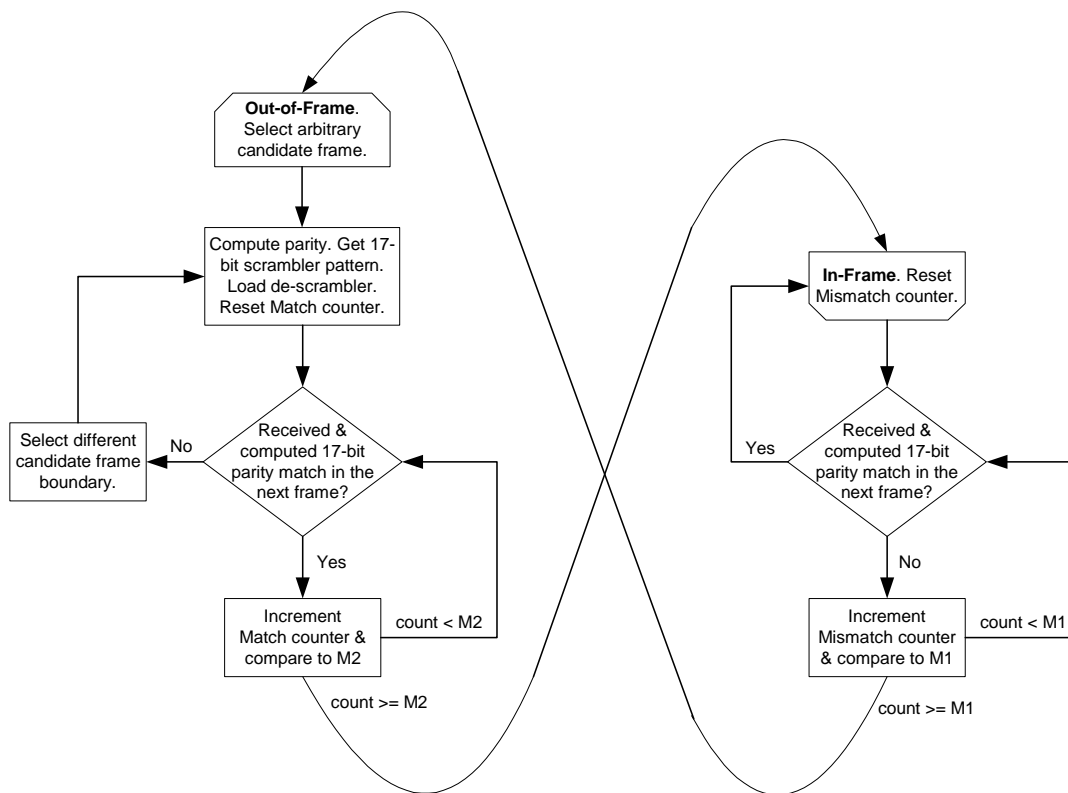 Out-of-Frame.
Select arbitrary
candidate frame.
Compute parity. Get 17-
bit scrambler pattern.
Load de-scrambler.
Reset Match counter.
Select different
candidate frame
boundary.
No
Received &
computed 17-bit
parity match in the
next frame?
Yes
Increment
Match counter &
compare to M2
count < M2
count >= M2
In-Frame. Reset
Mismatch counter.
Yes
Received &
computed 17-bit
parity match in the
next frame?
No
Increment
Mismatch counter
& compare to M1
count < M1
count >= M1